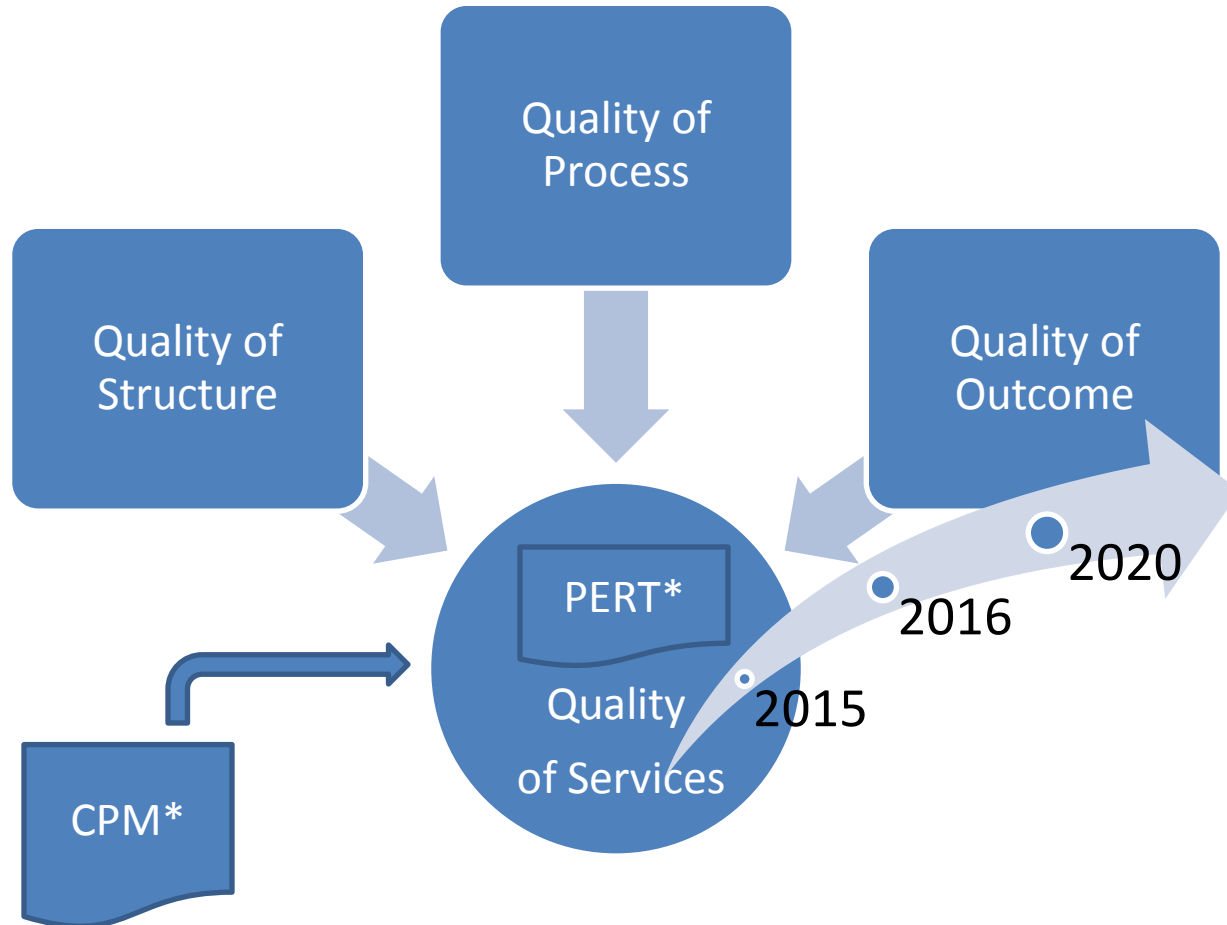 Quality of
Process
Quality of
Structure
Quality of
Outcome
PERT*
Quality
of Services
2015
2016
2020
CPM*